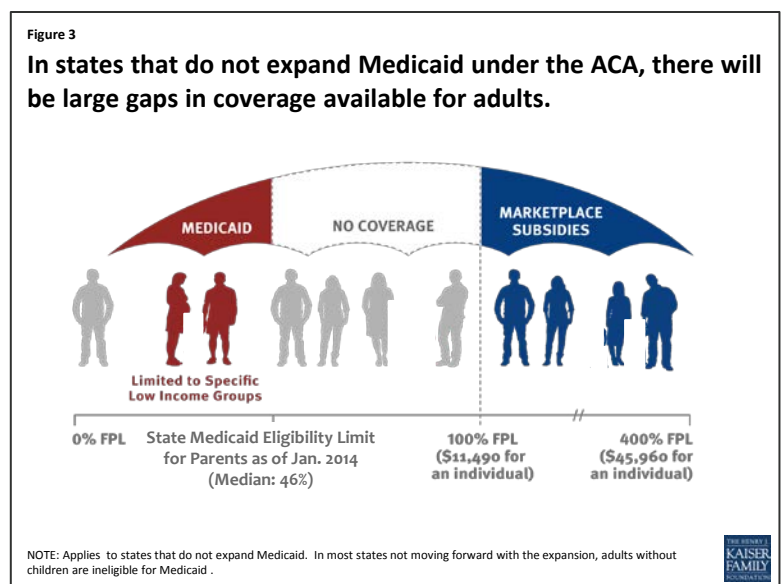 Figure 3
In states that do not expand Medicaid under the ACA, there will
be large gaps in coverage available for adults.
MEDICAID
NO COVERAGE
MARKETPLACE
SUBSIDIES
Limited to Specific
Low Income Groups
0% FPL
State Medicaid Eligibility Limit
for Parents as of Jan. 2014
(Median: 46%)
100% FPL
($11,490 for
an individual)
400% FPL
($45,960 for
an individual)
NOTE: Applies to states that do not expand Medicaid. In most states not moving forward with the expansion, adults without
children are ineligible for Medicaid .
THE HENRY J.
KAISER
FAMILY
FOUNDATION